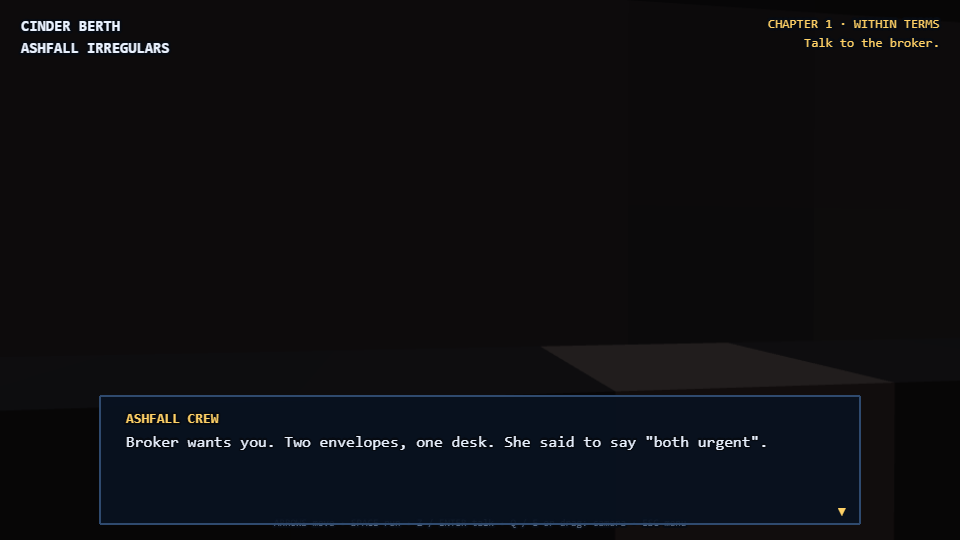 CINDER BERTH
ASHFALL IRREGULARS
CHAPTER 1 · WITHIN TERMS
Talk to the broker.
ASHFALL CREW
Broker wants you. Two envelopes, one desk. She said to say "both urgent".